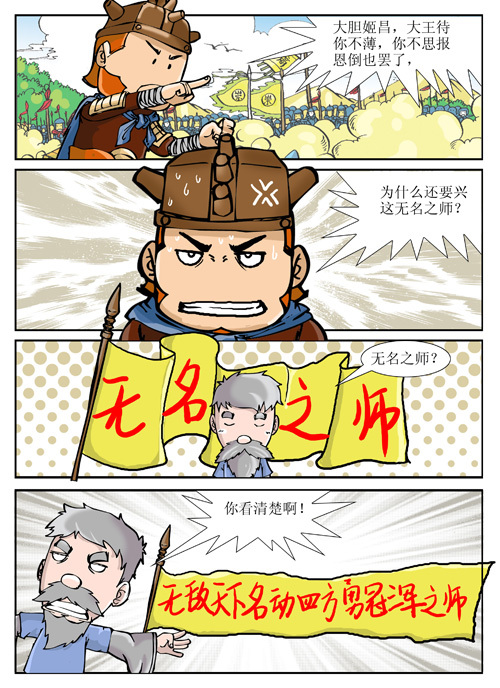 大胆姬昌，大王待
你不薄，你不思报
恩倒也罢了，
为什么还要兴
这无名之师？
无名之师？
无名之师
你看清楚啊！
无敌天下名动四方勇冠三军之师